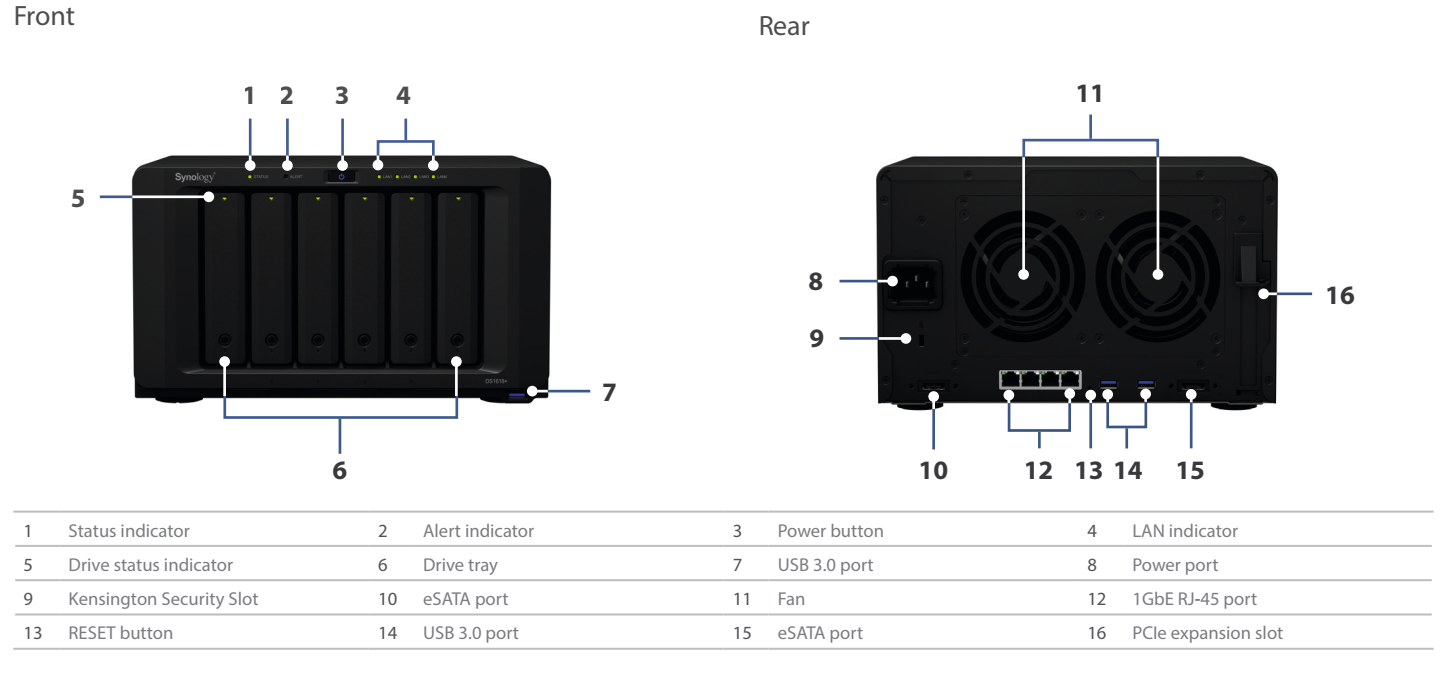 Front
Rear
1 2 3 4
11
Synology
STATUS ALERT LAN1 LAN2 LAN3 LAN4
5
8
16
9
DS1618+
7
6
10 12 13 14 15
1 Status indicator 2 Alert indicator 3 Power button 4 LAN indicator
5 Drive status indicator 6 Drive tray 7 USB 3.0 port 8 Power port
9 Kensington Security Slot 10 eSATA port 11 Fan 12 1GbE RJ-45 port
13 RESET button 14 USB 3.0 port 15 eSATA port 16 PCIe expansion slot